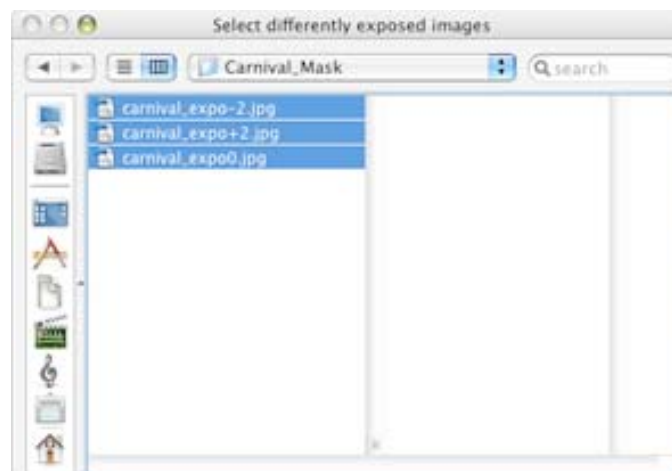 Select differently exposed images
Carnival_Mask
search
carnival_expo-2.jpg
carnival_expo+2.jpg
carnival_expo0.jpg